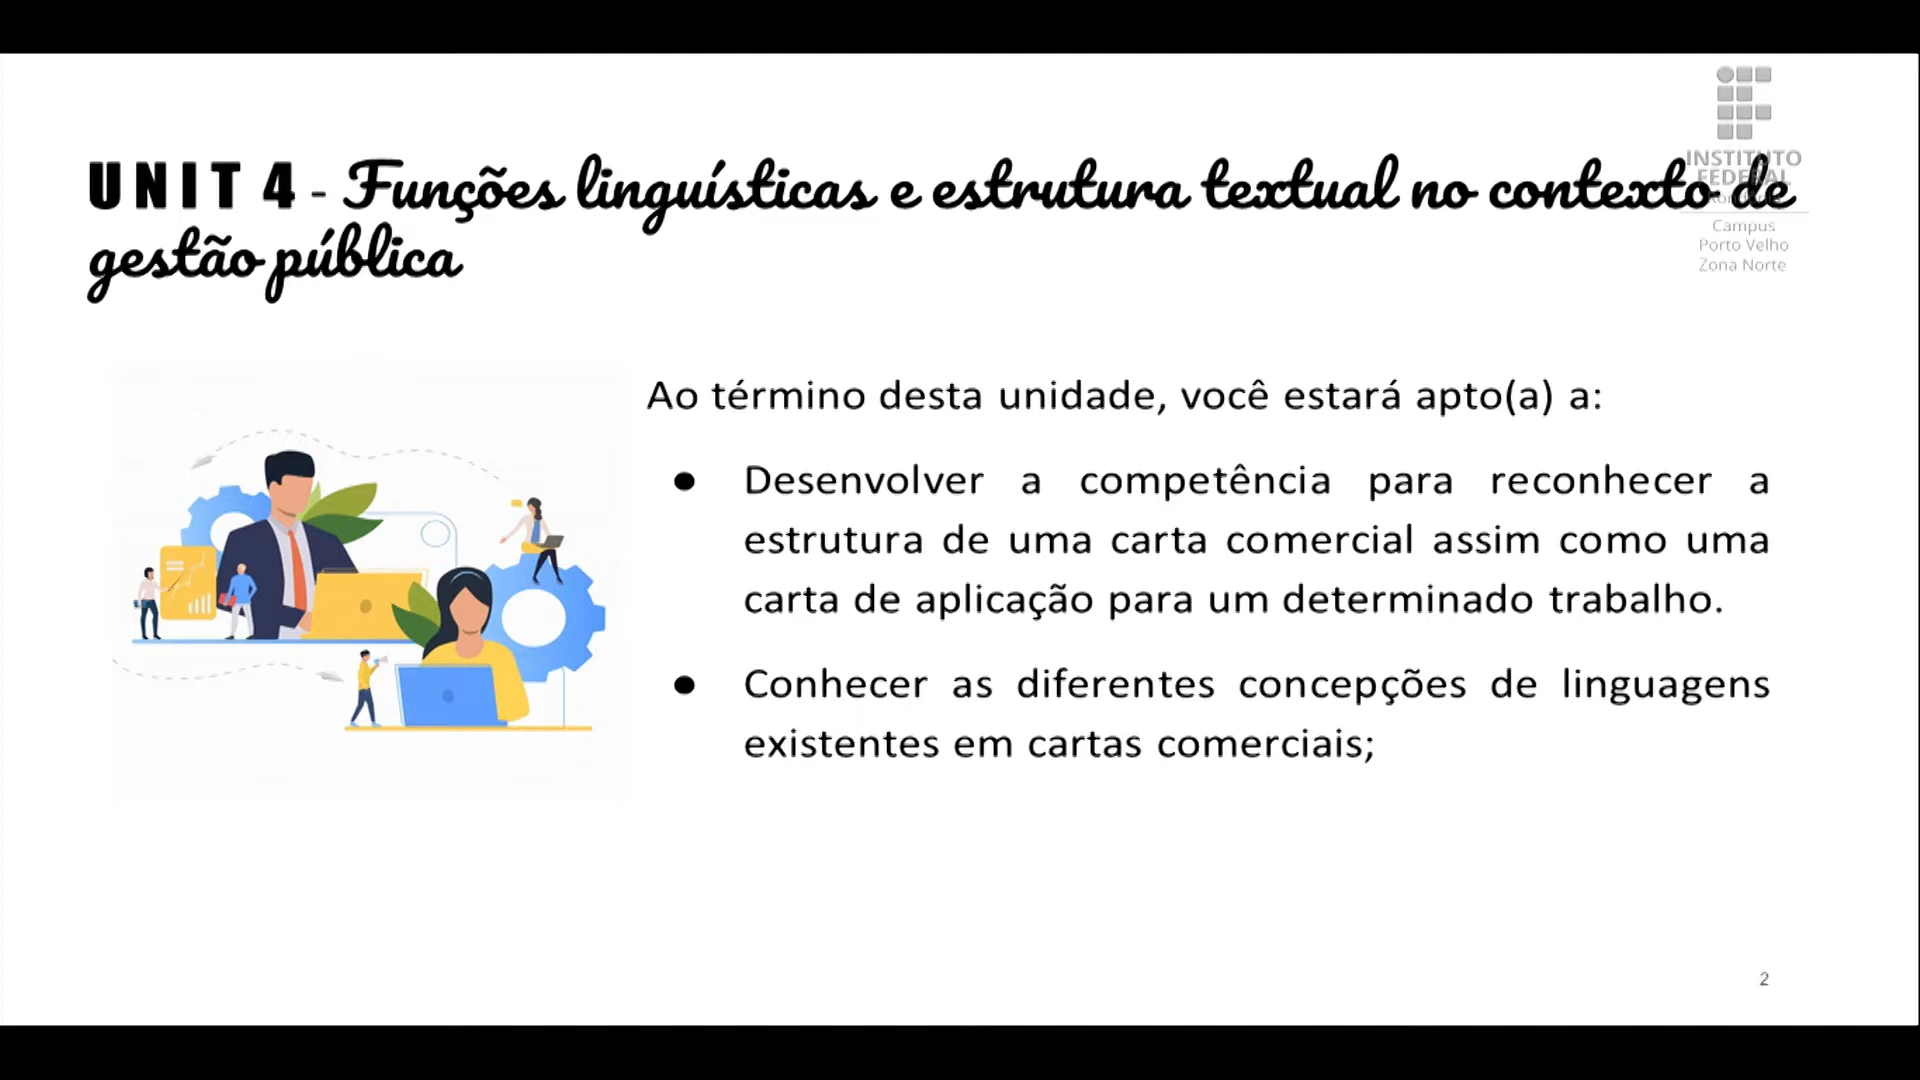 UNIT 4 - Funções linguísticas e estrutura textual no contexto de
gestão pública
INSTITUTO
FEDERAL
Rondônia
Campus
Porto Velho
Zona Norte
Ao término desta unidade, você estará apto(a) a:
● Desenvolver a competência para reconhecer a
estrutura de uma carta comercial assim como uma
carta de aplicação para um determinado trabalho.
● Conhecer as diferentes concepções de linguagens
existentes em cartas comerciais;
2